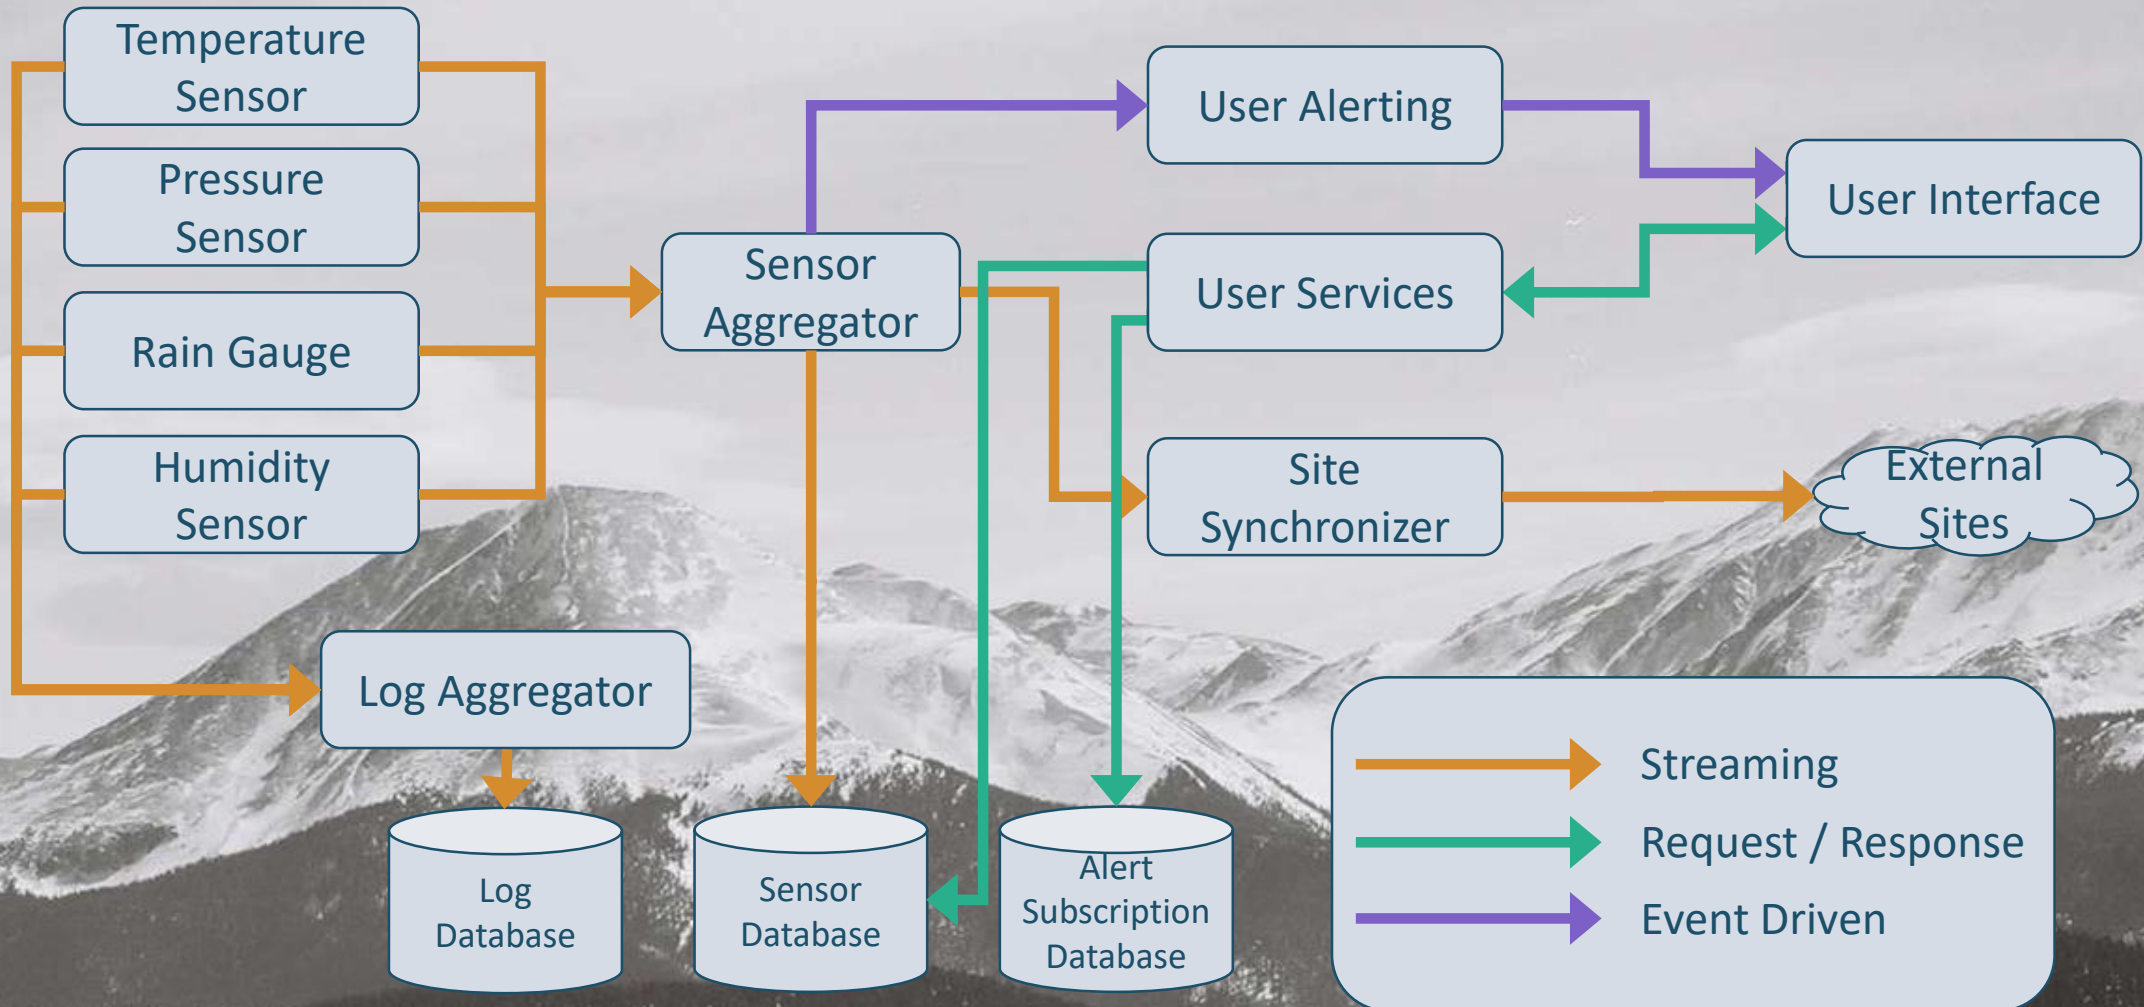 Temperature
Sensor
Pressure
Sensor
Rain Gauge
Humidity
Sensor
Sensor
Aggregator
User Alerting
User Services
User Interface
Site
Synchronizer
External
Sites
Log Aggregator
Log
Database
Sensor
Database
Alert
Subscription
Database
Streaming
Request / Response
Event Driven